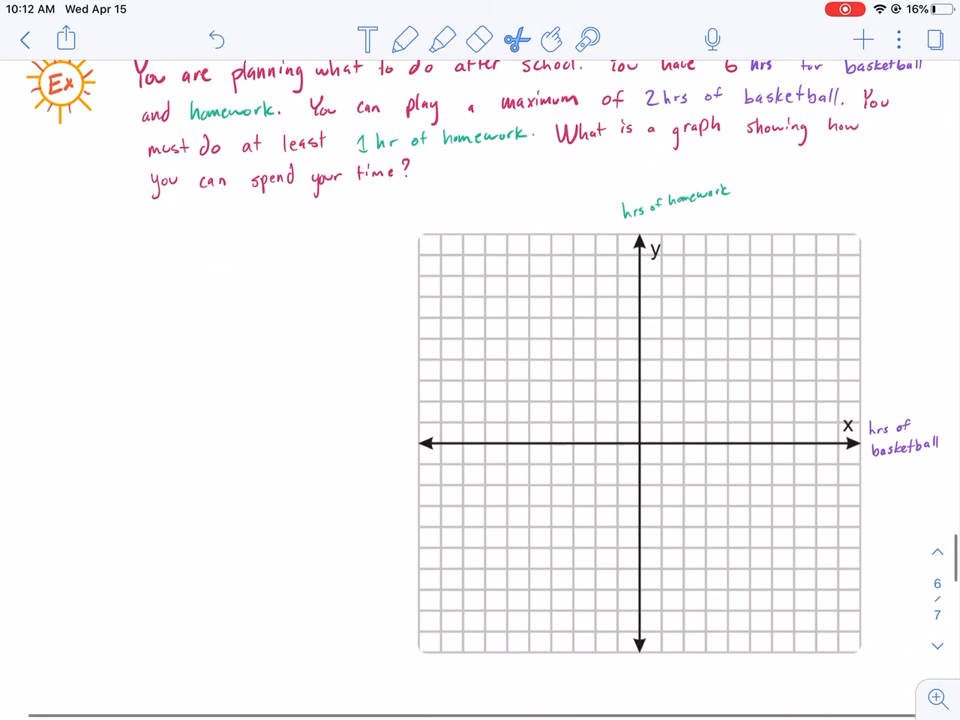 10:12 AM Wed Apr 15
16%
T
Ex
You are planning what to do after school. You have 6 hrs for basketball
and homework. You can play a maximum of 2hrs of basketball. You
must do at least 1 hr of homework. What is a graph showing how
you can spend your time?
hrs of homework
y
x
hrs of
basketball
6
/
7